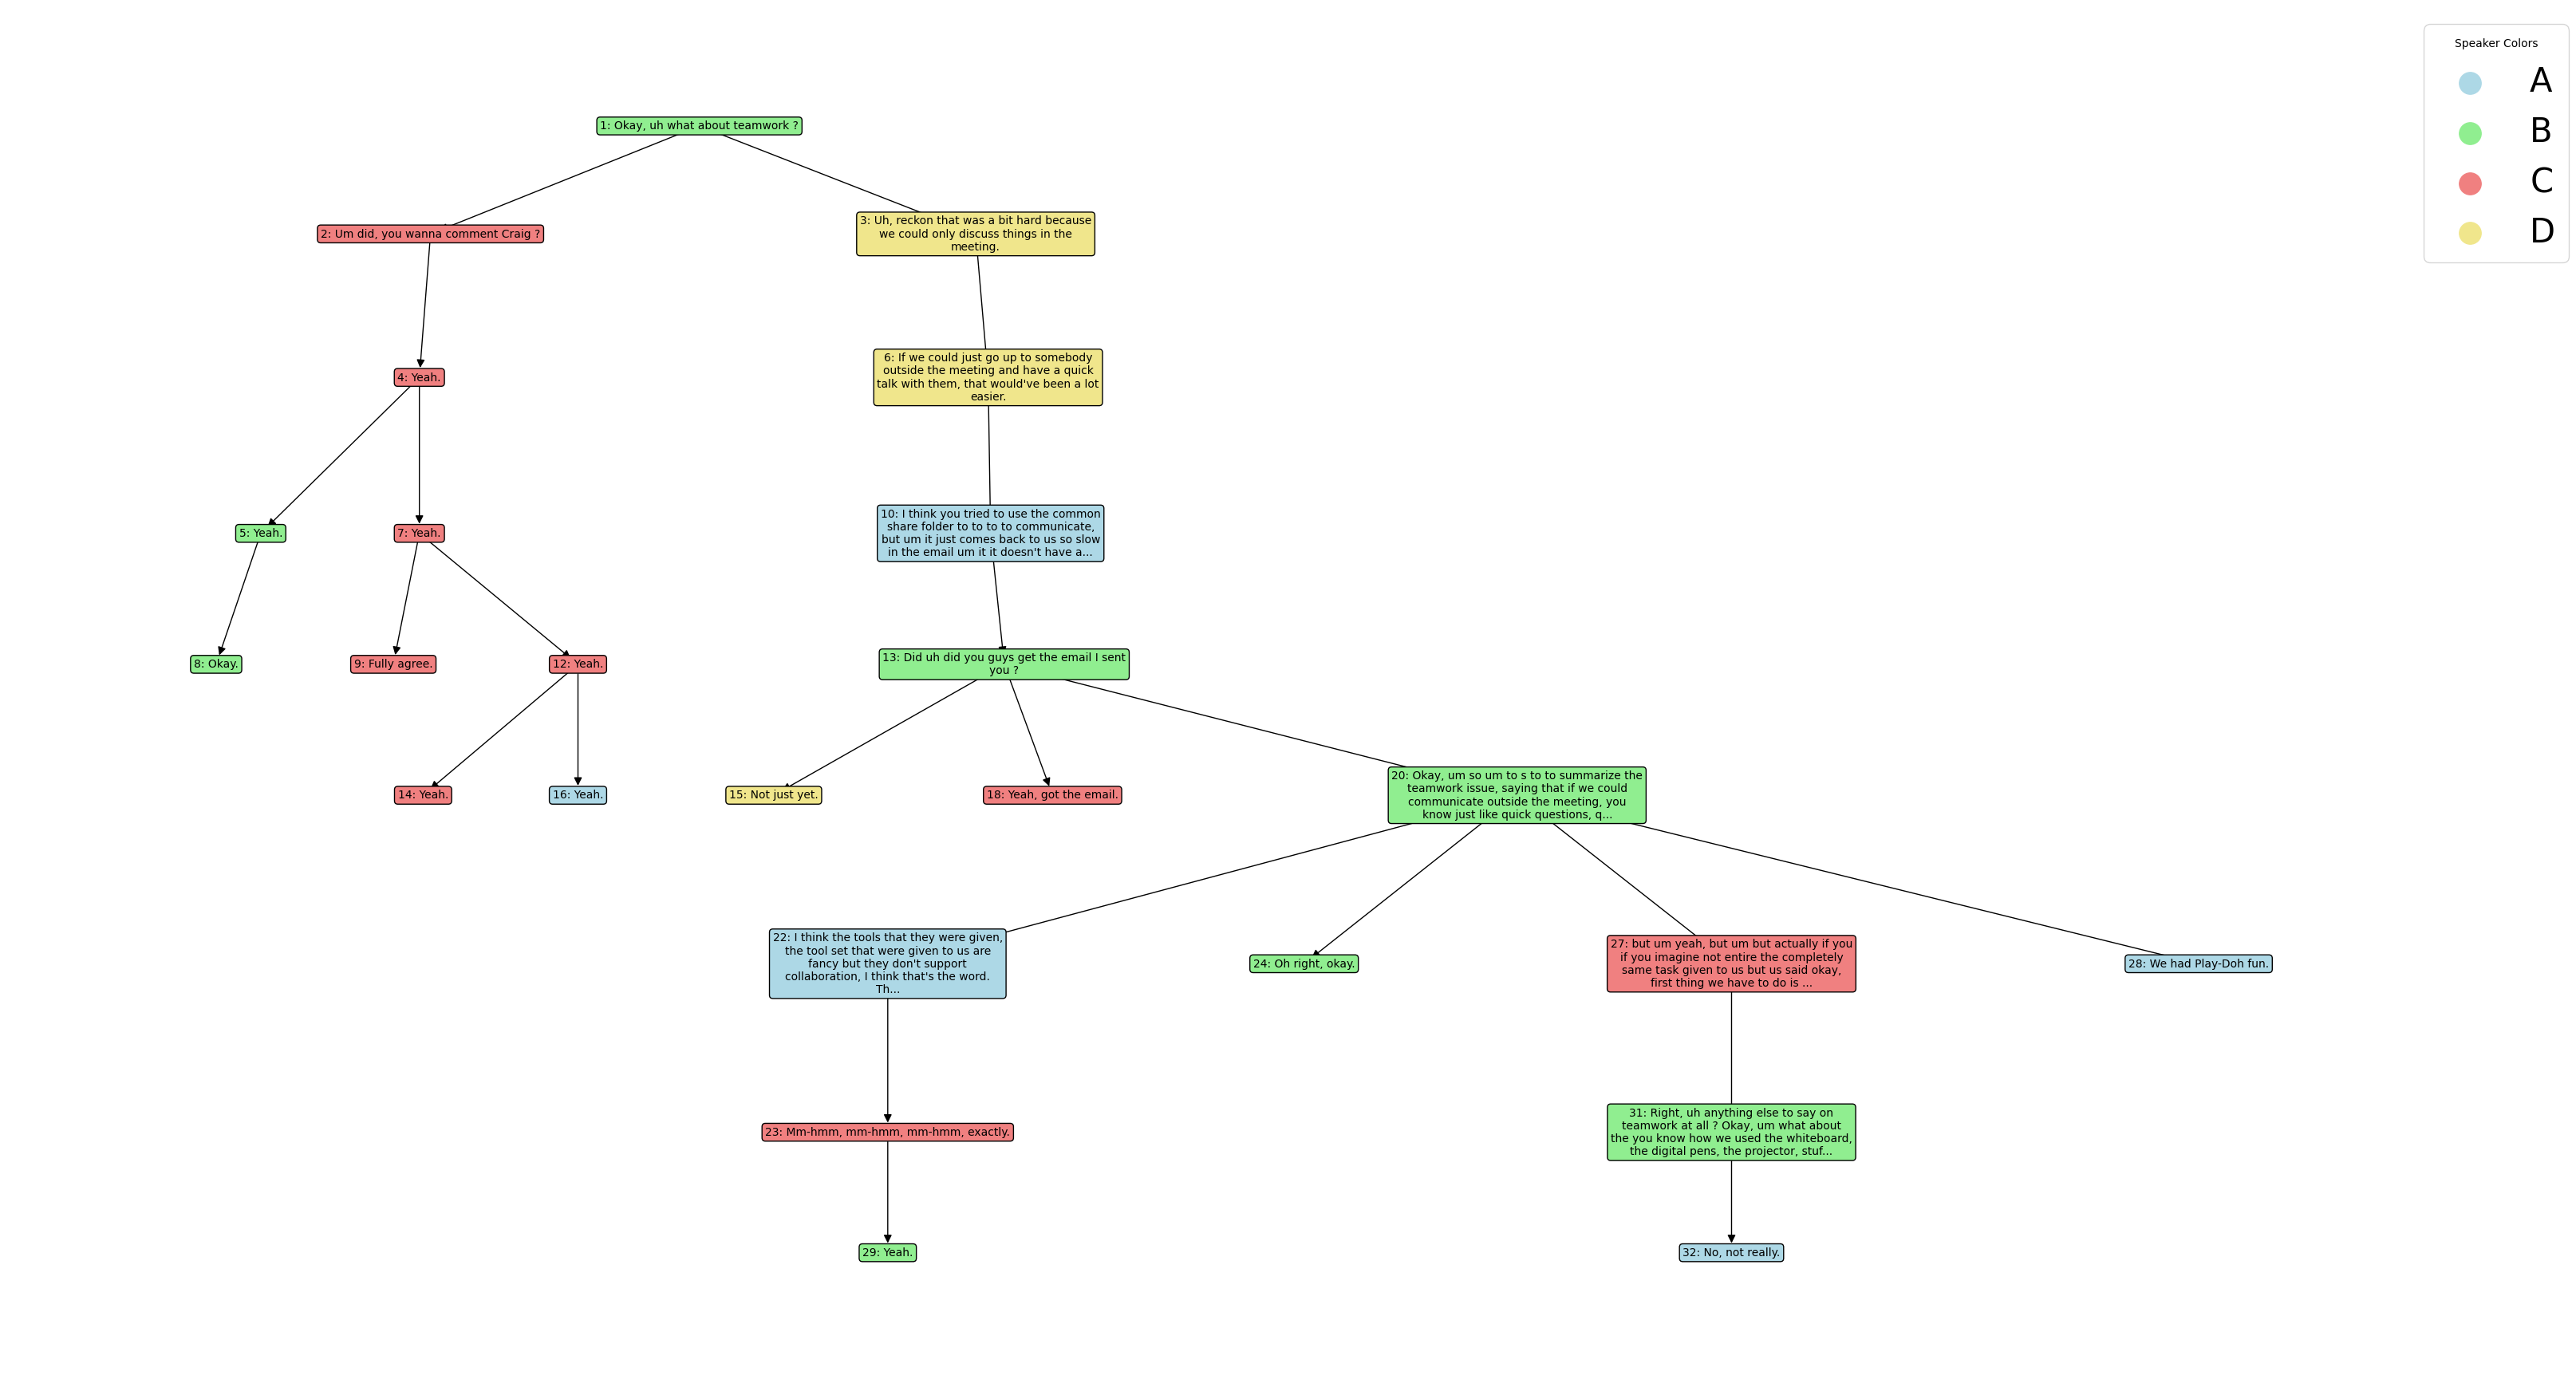 Speaker Colors
A
B
C
D
1: Okay, uh what about teamwork ?
2: Um did, you wanna comment Craig ?
3: Uh, reckon that was a bit hard because
we could only discuss things in the
meeting.
4: Yeah.
6: If we could just go up to somebody
outside the meeting and have a quick
talk with them, that would've been a lot
easier.
5: Yeah.
7: Yeah.
10: I think you tried to use the common
share folder to to to to communicate,
but um it just comes back to us so slow
in the email um it it doesn't have a...
8: Okay.
9: Fully agree.
12: Yeah.
13: Did uh did you guys get the email I sent
you ?
14: Yeah.
16: Yeah.
15: Not just yet.
18: Yeah, got the email.
20: Okay, um so um to s to to summarize the
teamwork issue, saying that if we could
communicate outside the meeting, you
know just like quick questions, q...
22: I think the tools that they were given,
the tool set that were given to us are
fancy but they don't support
collaboration, I think that's the word.
Th...
24: Oh right, okay.
27: but um yeah, but um but actually if you
if you imagine not entire the completely
same task given to us but us said okay,
first thing we have to do is ...
28: We had Play-Doh fun.
23: Mm-hmm, mm-hmm, mm-hmm, exactly.
31: Right, uh anything else to say on
teamwork at all ? Okay, um what about
the you know how we used the whiteboard,
the digital pens, the projector, stuf...
29: Yeah.
32: No, not really.